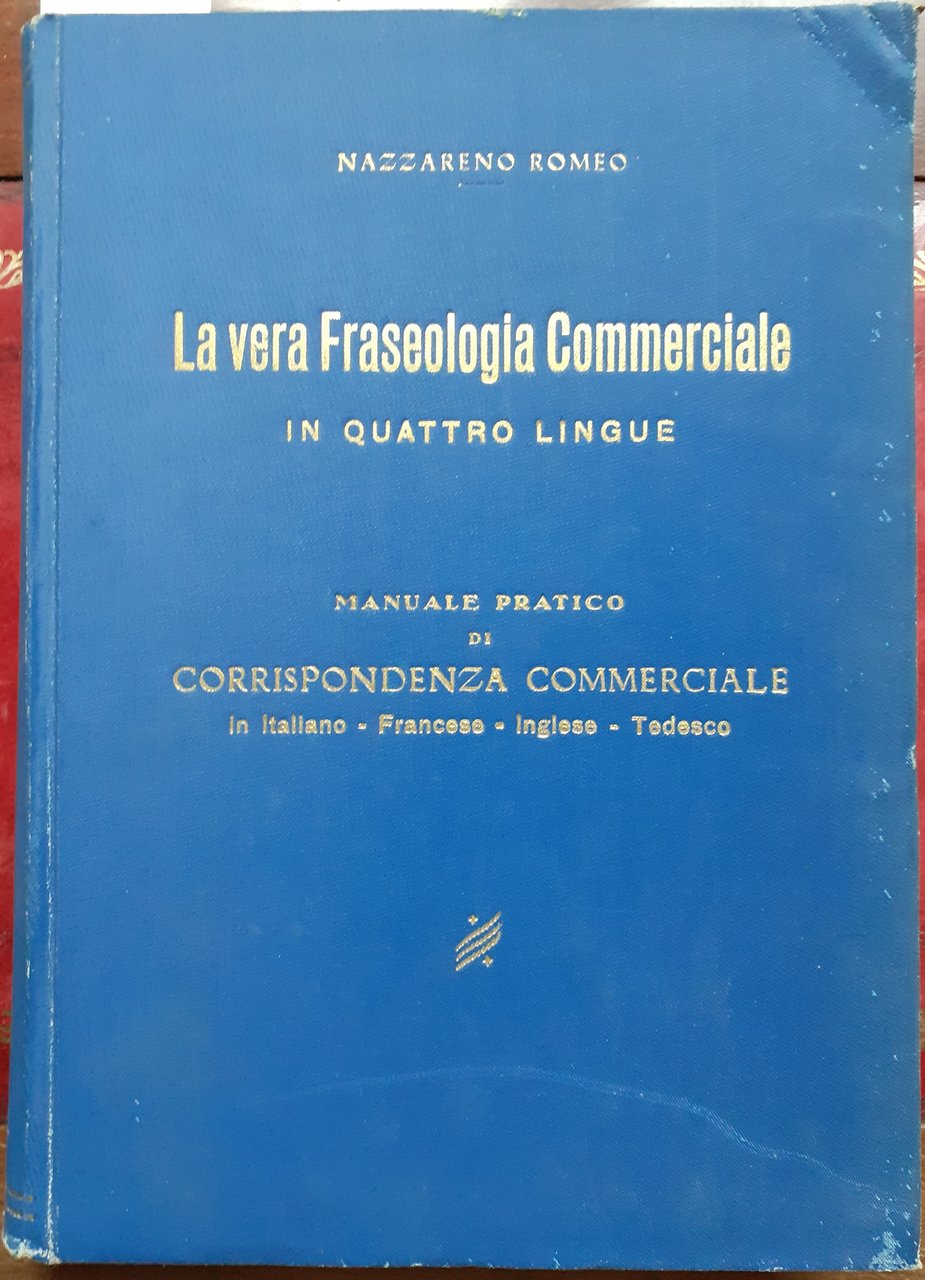 NAZZARENO ROMEO
La vera Fraseologia Commerciale
IN QUATTRO LINGUE
MANUALE PRATICO
DI
CORRISPONDENZA COMMERCIALE
in Italiano - Francese - Inglese - Tedesco